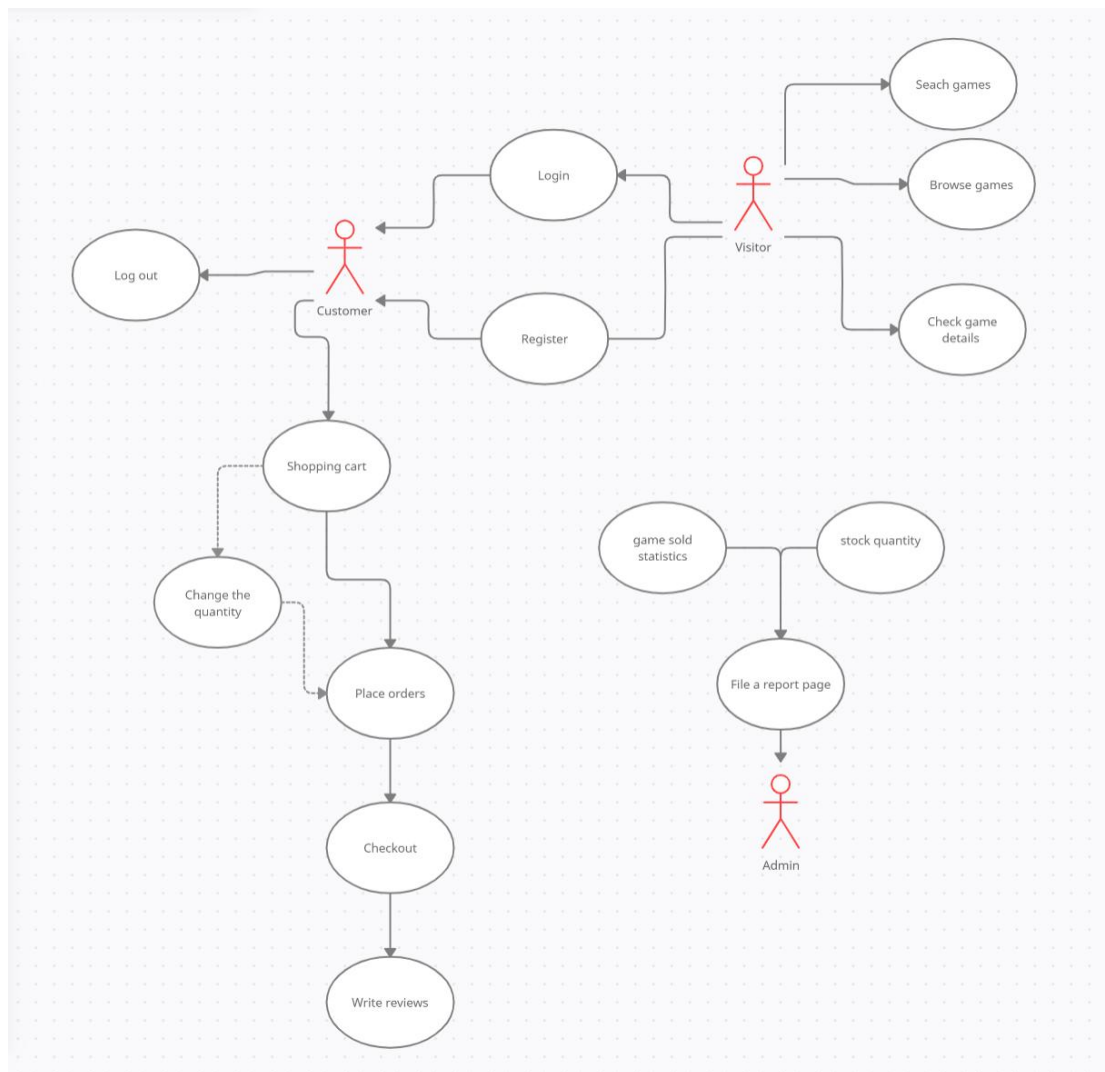 Seach games
Login
Browse games
Visitor
Log out
Customer
Check game
details
Register
Shopping cart
game sold
statistics
stock quantity
Change the
quantity
File a report page
Place orders
Checkout
Admin
Write reviews